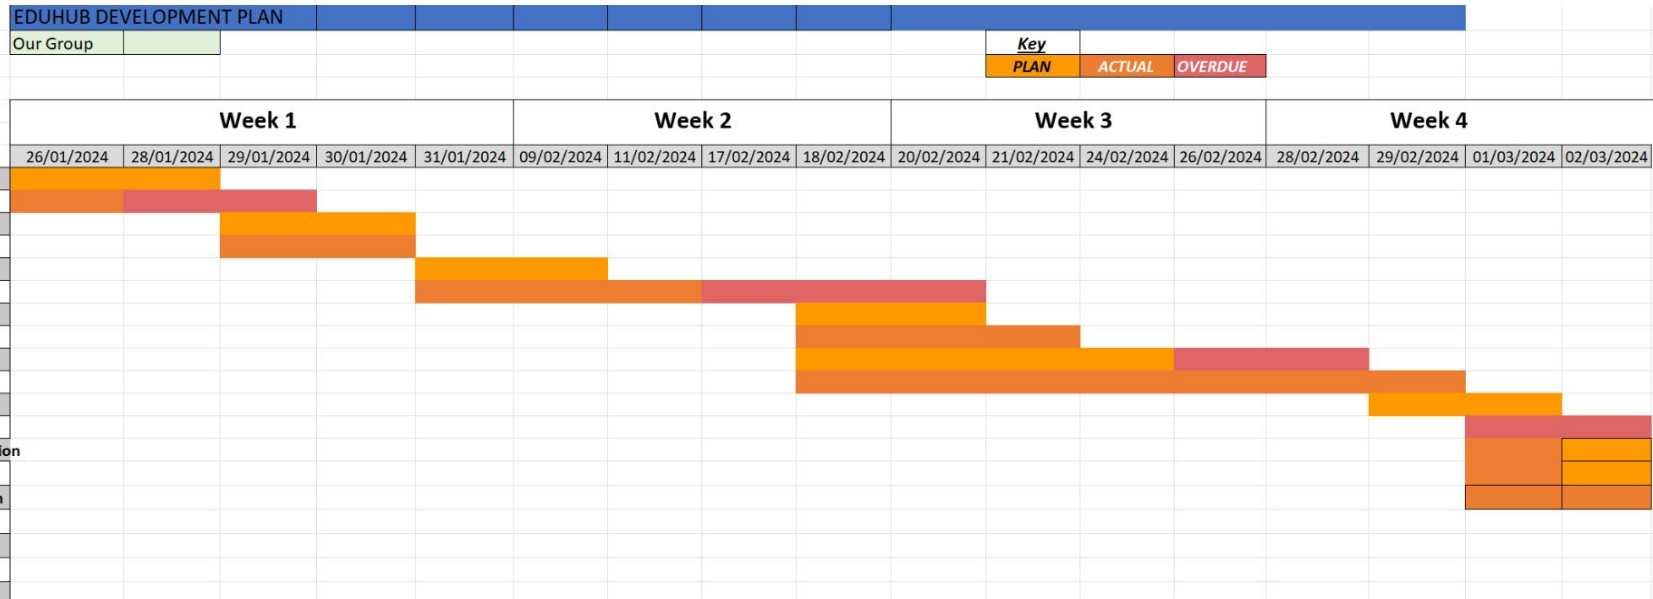 EDUHUB DEVELOPMENT PLAN
Our Group
Key
PLAN ACTUAL OVERDUE
Week 1 Week 2 Week 3 Week 4
26/01/2024 28/01/2024 29/01/2024 30/01/2024 31/01/2024 09/02/2024 11/02/2024 17/02/2024 18/02/2024 20/02/2024 21/02/2024 24/02/2024 26/02/2024 28/02/2024 29/02/2024 01/03/2024 02/03/2024
ion